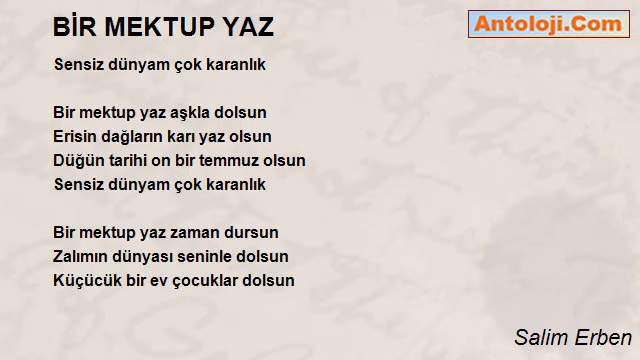 BİR MEKTUP YAZ
Antoloji.Com
Sensiz dünyam çok karanlık
Bir mektup yaz aşkla dolsun
Erisin dağların karı yaz olsun
Düğün tarihi on bir temmuz olsun
Sensiz dünyam çok karanlık
Bir mektup yaz zaman dursun
Zalımın dünyası seninle dolsun
Küçücük bir ev çocuklar dolsun
Salim Erben